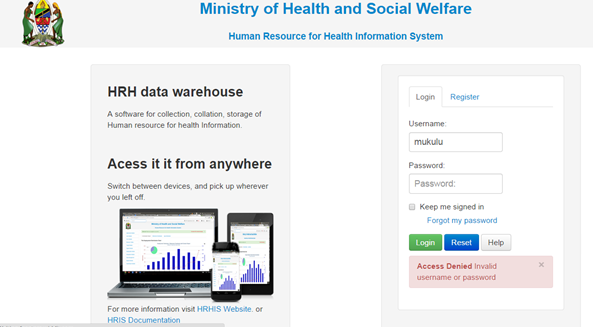 Ministry of Health and Social Welfare
Human Resource for Health Information System
HRH data warehouse
A software for collection, collation, storage of
Human resource for health Information.
Acess it it from anywhere
Switch between devices, and pick up wherever
you left off.
For more information visit HRHIS Website. or
HRIS Documentation
Login Register
Username:
mukulu
Password:
Password:
Keep me signed in
Forgot my password
Login Reset Help
Access Denied Invalid ×
username or password